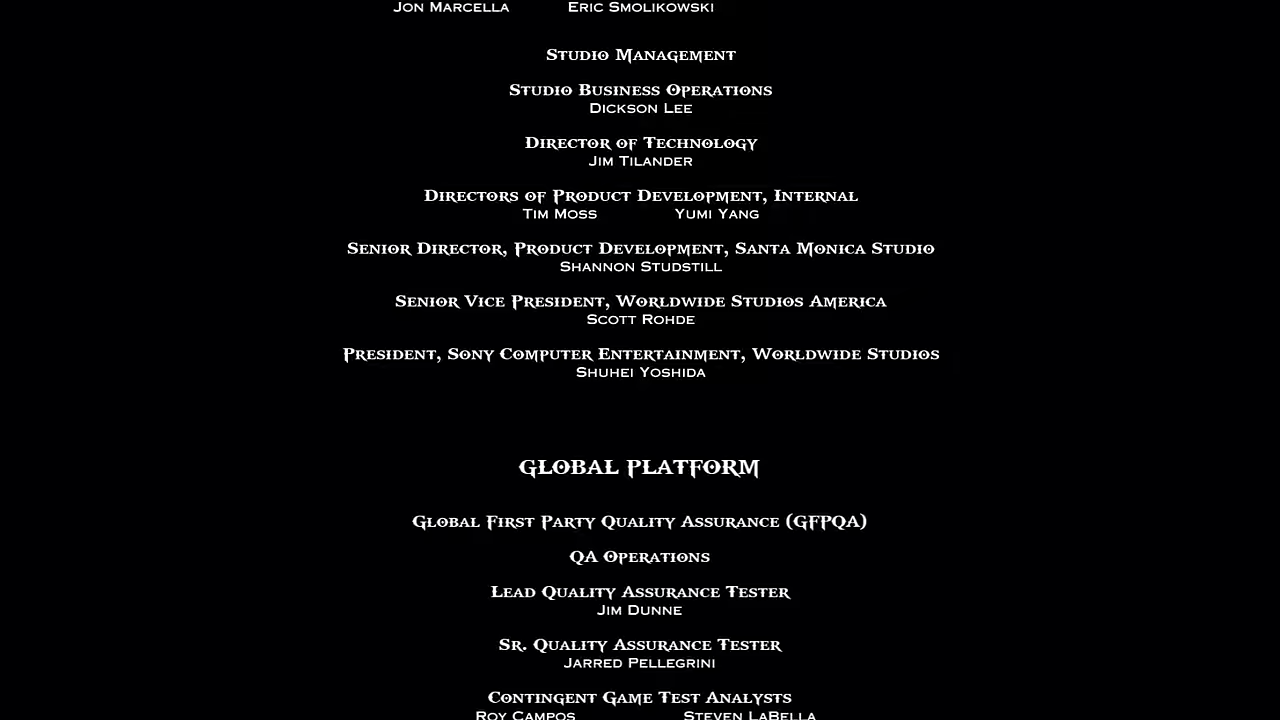 Jon Marcella Eric Smolikowski
Studio Management
Studio Business Operations
Dickson Lee
Director of Technology
Jim Tilander
Directors of Product Development, Internal
Tim Moss Yumi Yang
Senior Director, Product Development, Santa Monica Studio
Shannon Studstill
Senior Vice President, Worldwide Studios America
Scott Rohde
President, Sony Computer Entertainment, Worldwide Studios
Shuhei Yoshida
GLOBAL PLATFORM
Global First Party Quality Assurance (GFPQA)
QA Operations
Lead Quality Assurance Tester
Jim Dunne
Sr. Quality Assurance Tester
Jarred Pellegrini
Contingent Game Test Analysts
Roy Campos Steven LaBella